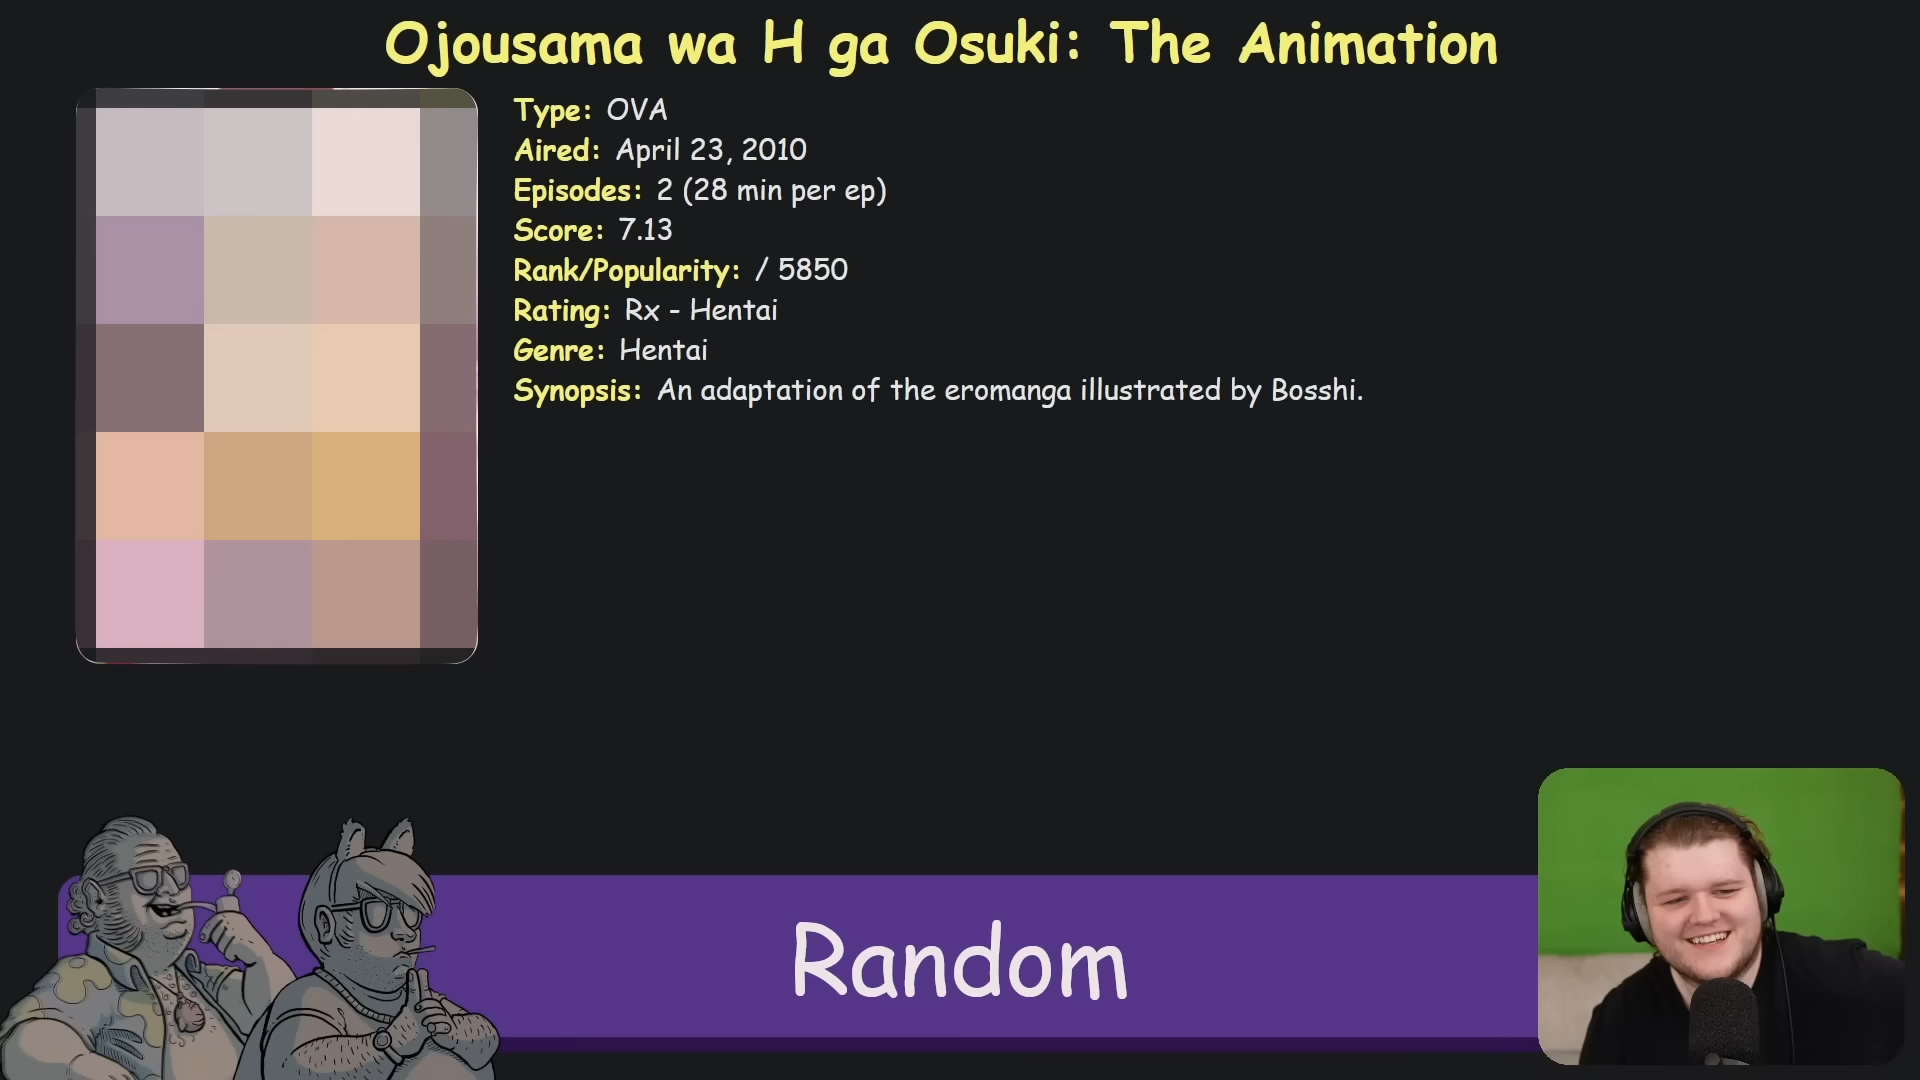 Ojousama wa H ga Osuki: The Animation
Type: OVA
Aired: April 23, 2010
Episodes: 2 (28 min per ep)
Score: 7.13
Rank/Popularity: / 5850
Rating: Rx - Hentai
Genre: Hentai
Synopsis: An adaptation of the eromanga illustrated by Bosshi.
Random